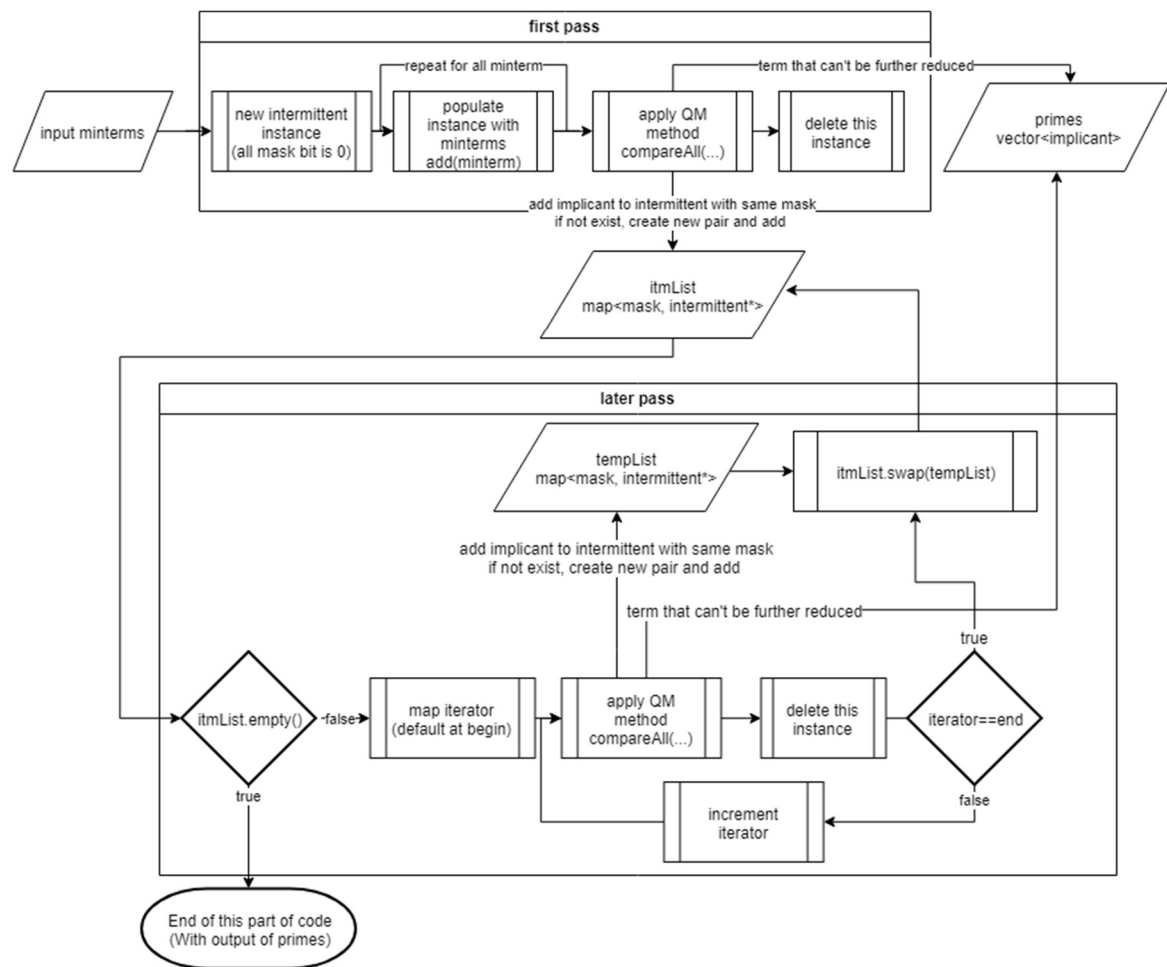 first pass
repeat for all minterm
term that can't be further reduced
input minterms
new intermittent
instance
(all mask bit is 0)
populate
instance with
minterms
add(minterm)
apply QM
method
compareAll(...)
delete this
instance
primes
vector<implicant>
add implicant to intermittent with same mask
if not exist, create new pair and add
itmList
map<mask, intermittent*>
later pass
tempList
map<mask, intermittent*>
itmList.swap(tempList)
add implicant to intermittent with same mask
if not exist, create new pair and add
term that can't be further reduced
true
itmList.empty()
false
map iterator
(default at begin)
apply QM
method
compareAll(...)
delete this
instance
iterator==end
true
false
increment
iterator
End of this part of code
(With output of primes)